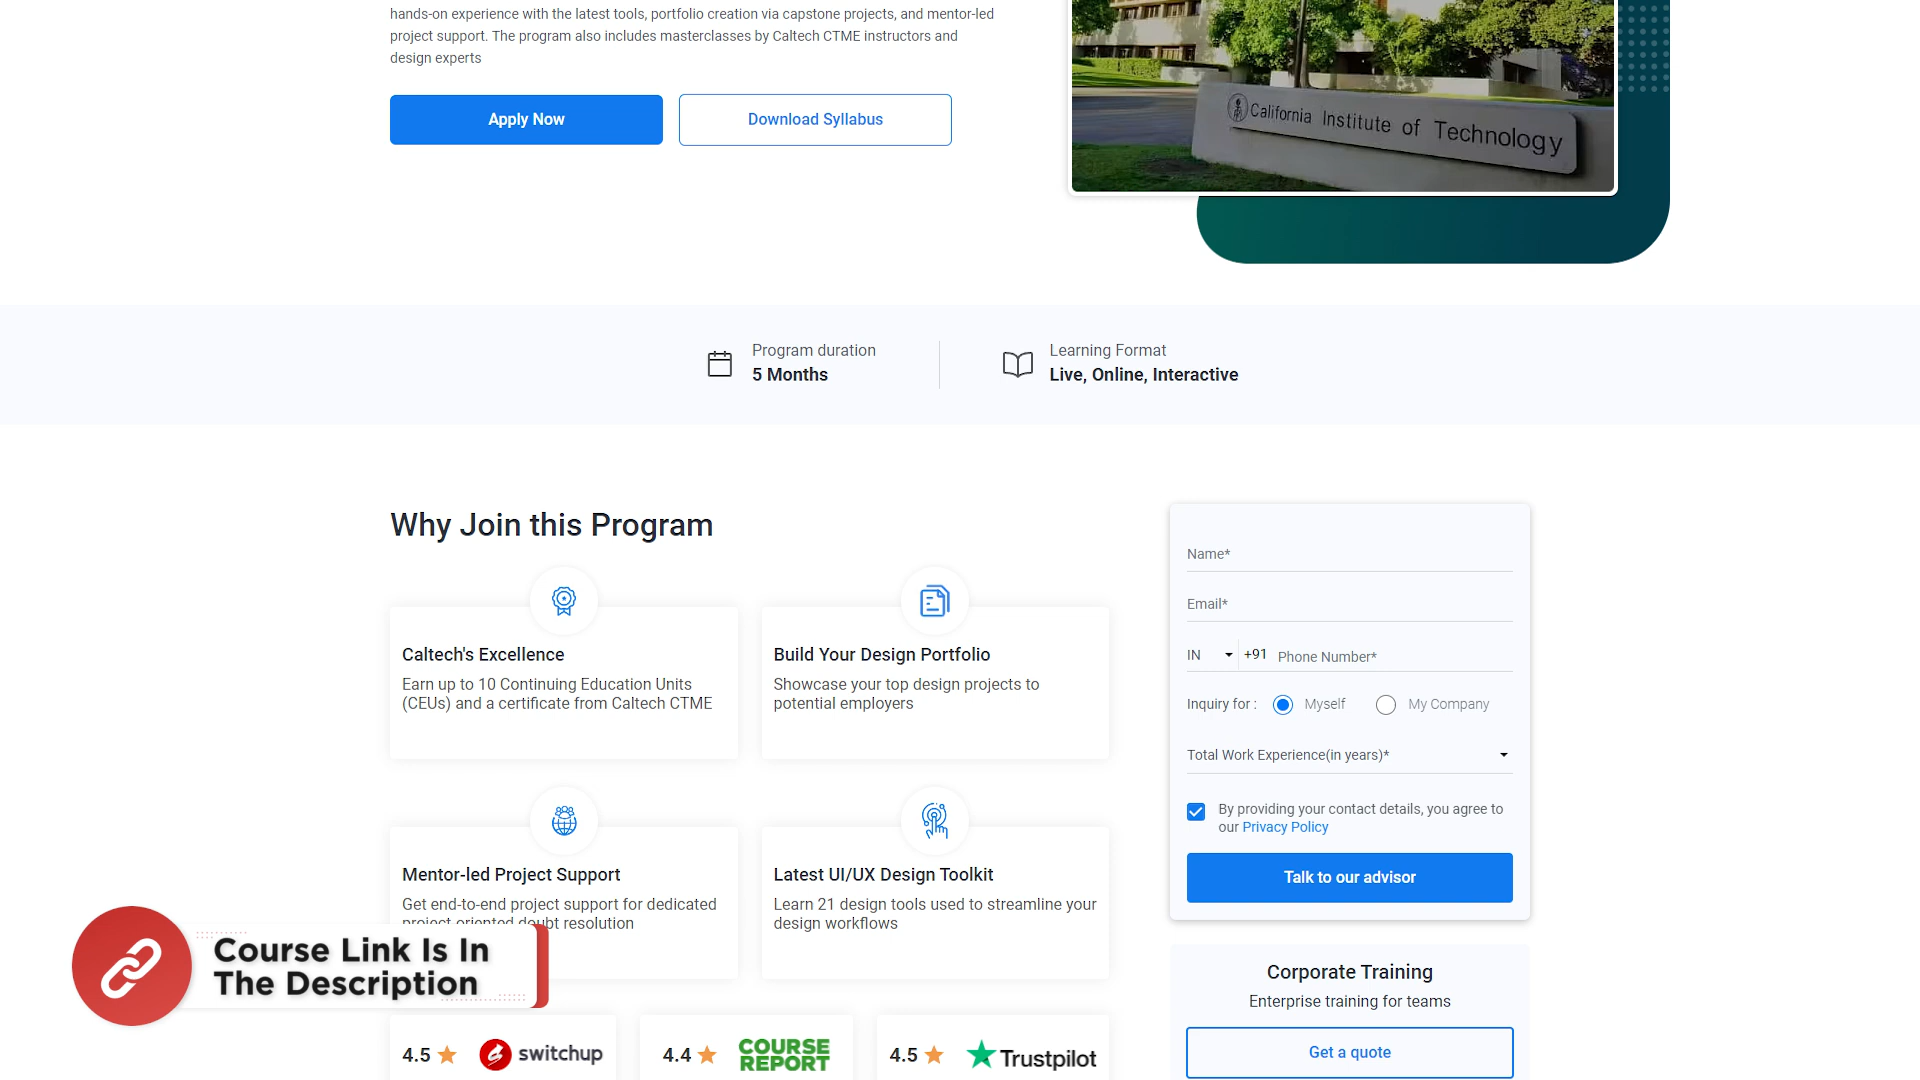 hands-on experience with the latest tools, portfolio creation via capstone projects, and mentor-led
project support. The program also includes masterclasses by Caltech CTME instructors and
design experts
Apply Now
Download Syllabus
California Institute of Technology
Program duration
5 Months
Learning Format
Live, Online, Interactive
Why Join this Program
Caltech's Excellence
Earn up to 10 Continuing Education Units
(CEUs) and a certificate from Caltech CTME
Build Your Design Portfolio
Showcase your top design projects to
potential employers
Mentor-led Project Support
Get end-to-end project support for dedicated
project-oriented doubt resolution
Latest UI/UX Design Toolkit
Learn 21 design tools used to streamline your
design workflows
Course Link Is In
The Description
4.5
switchup
4.4
COURSE
REPORT
4.5
Trustpilot
Name*
Email*
IN
+91
Phone Number*
Inquiry for :
Myself
My Company
Total Work Experience(in years)*
By providing your contact details, you agree to
our Privacy Policy
Talk to our advisor
Corporate Training
Enterprise training for teams
Get a quote